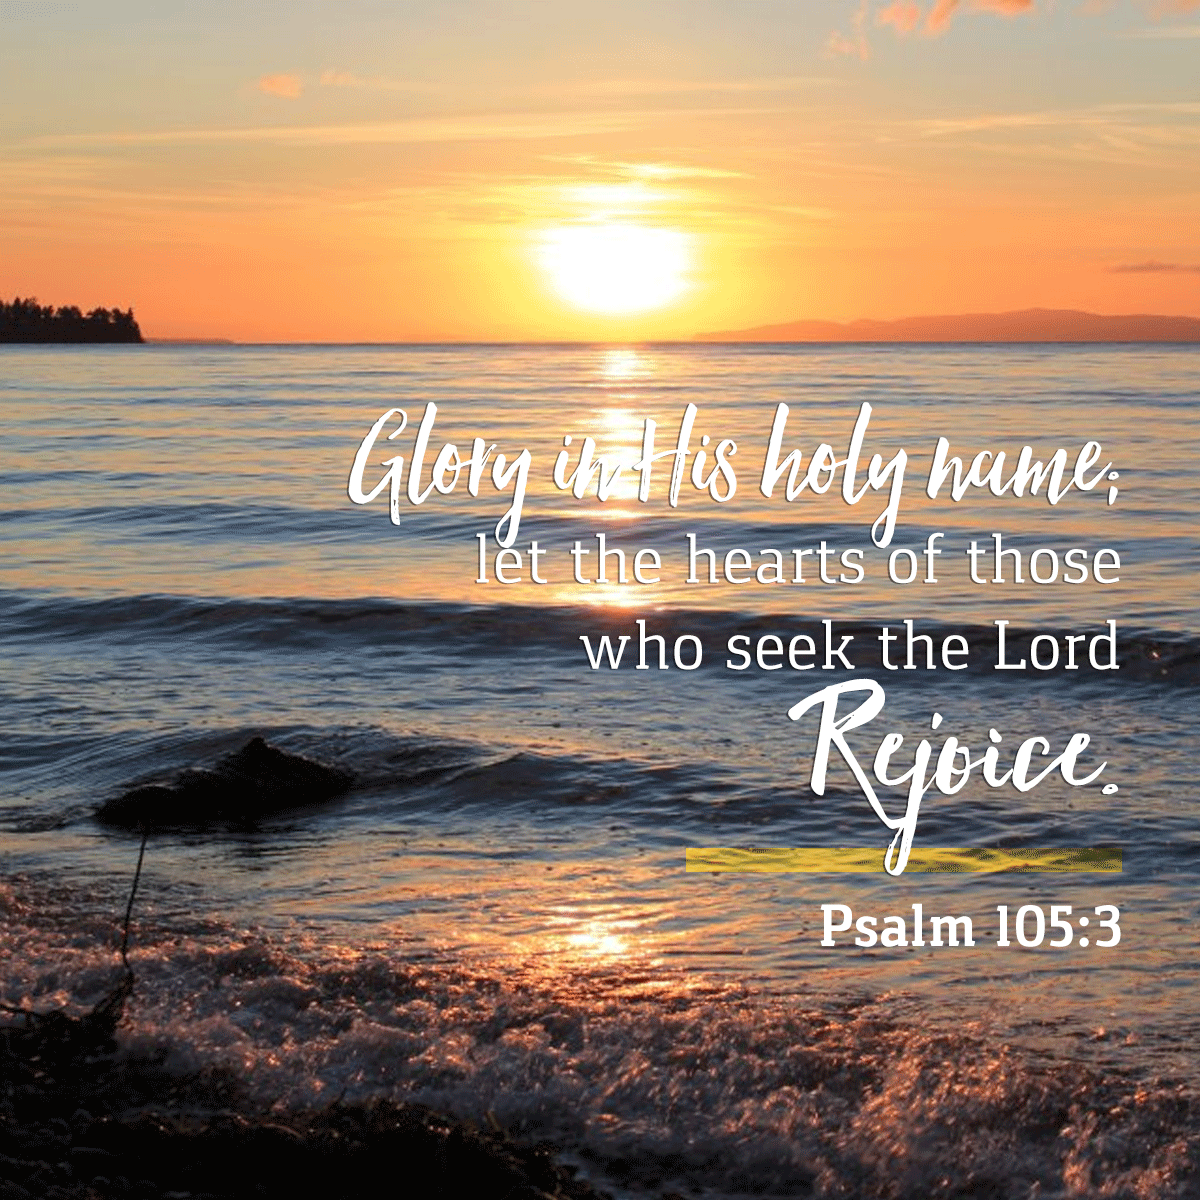 Glory in His holy name;
let the hearts of those
who seek the Lord
Rejoice.
Psalm 105:3